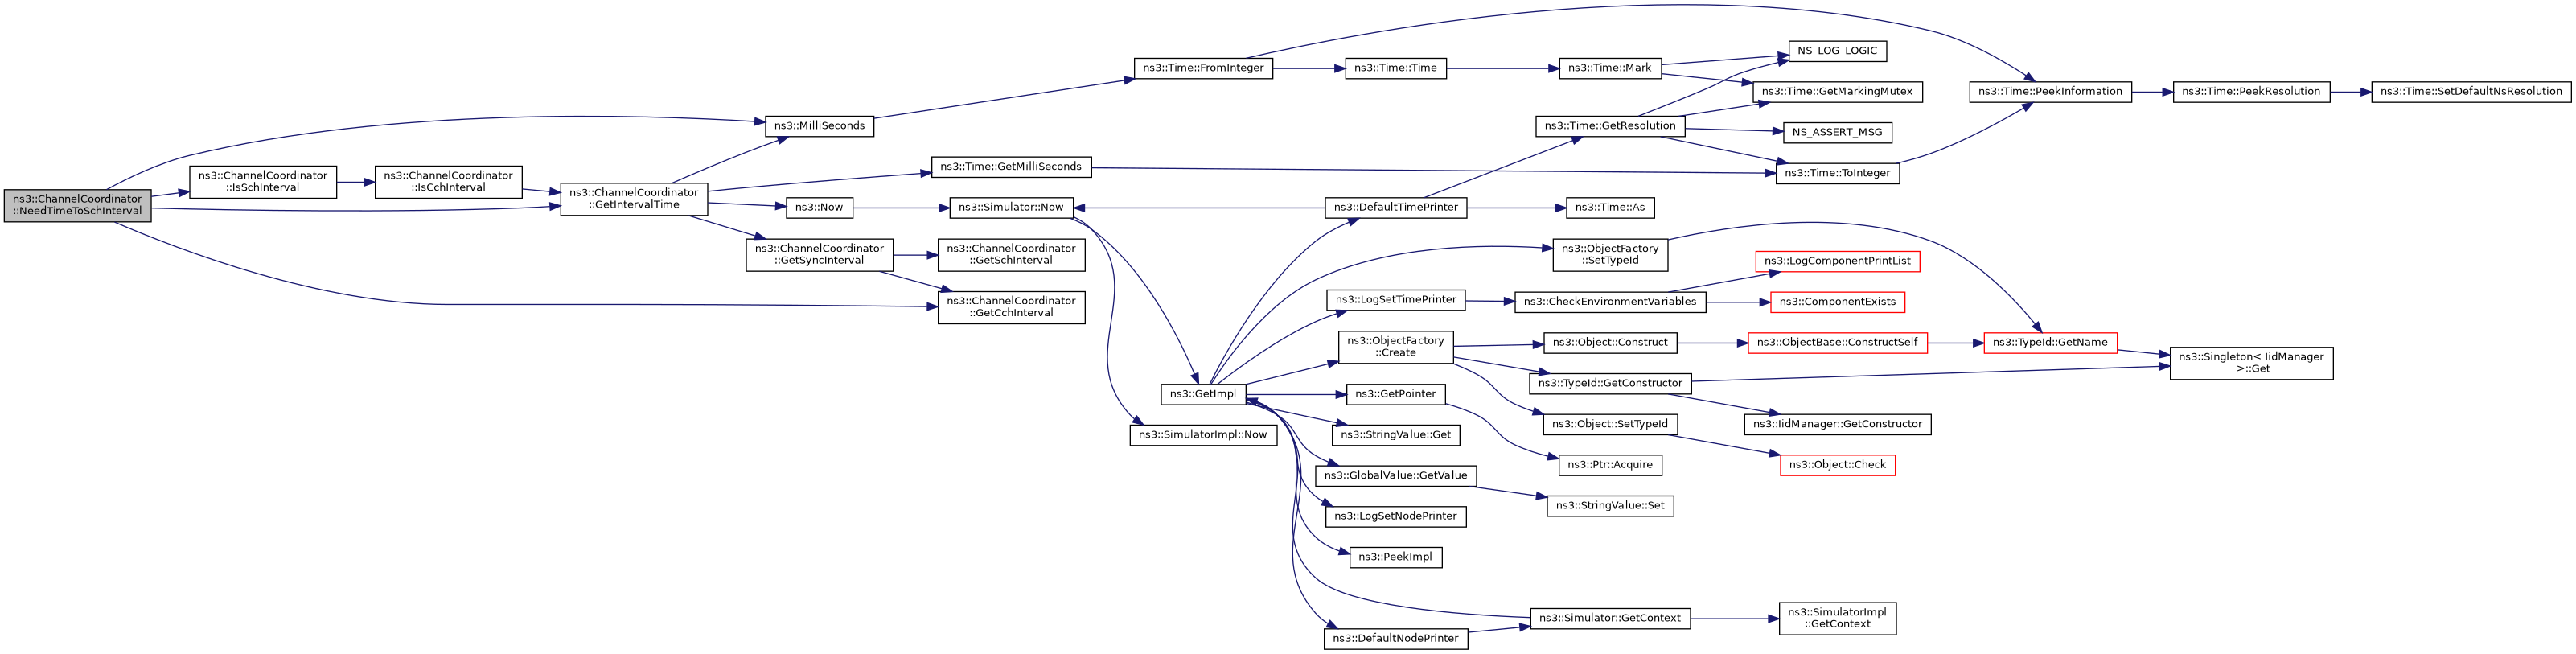 ns3::ChannelCoordinator
::NeedTimeToSchInterval
ns3::ChannelCoordinator
::IsSchInterval
ns3::ChannelCoordinator
::IsCchInterval
ns3::ChannelCoordinator
::GetIntervalTime
ns3::MilliSeconds
ns3::Now
ns3::ChannelCoordinator
::GetSyncInterval
ns3::Time::GetMilliSeconds
ns3::Simulator::Now
ns3::ChannelCoordinator
::GetSchInterval
ns3::ChannelCoordinator
::GetCchInterval
ns3::Time::FromInteger
ns3::GetImpl
ns3::SimulatorImpl::Now
ns3::Time::Time
ns3::DefaultTimePrinter
ns3::LogSetTimePrinter
ns3::ObjectFactory
::Create
ns3::GetPointer
ns3::StringValue::Get
ns3::GlobalValue::GetValue
ns3::LogSetNodePrinter
ns3::PeekImpl
ns3::DefaultNodePrinter
ns3::Time::Mark
ns3::Time::GetResolution
ns3::Time::As
ns3::ObjectFactory
::SetTypeId
ns3::CheckEnvironmentVariables
ns3::Object::Construct
ns3::TypeId::GetConstructor
ns3::Object::SetTypeId
ns3::Ptr::Acquire
ns3::StringValue::Set
ns3::Simulator::GetContext
NS_LOG_LOGIC
ns3::Time::GetMarkingMutex
NS_ASSERT_MSG
ns3::Time::ToInteger
ns3::LogComponentPrintList
ns3::ComponentExists
ns3::ObjectBase::ConstructSelf
ns3::IidManager::GetConstructor
ns3::Object::Check
ns3::SimulatorImpl
::GetContext
ns3::Time::PeekInformation
ns3::TypeId::GetName
ns3::Time::PeekResolution
ns3::Singleton< IidManager
>::Get
ns3::Time::SetDefaultNsResolution